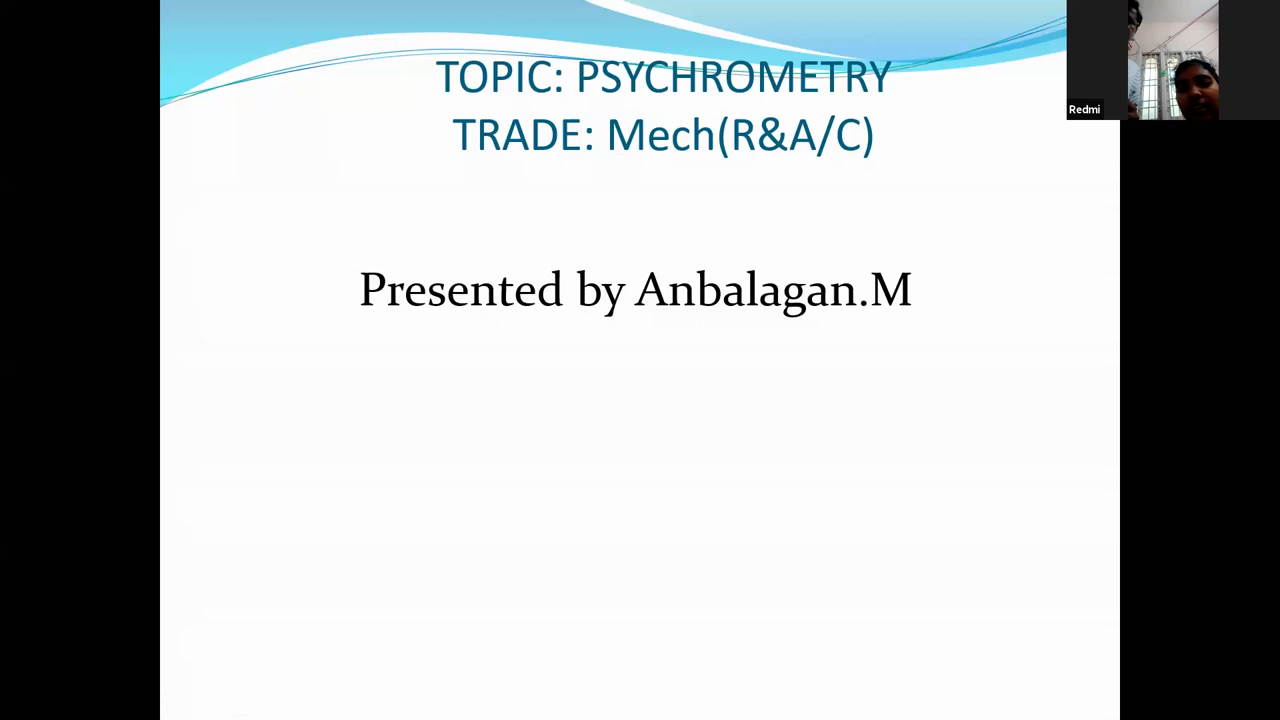 TOPIC: PSYCHROMETRY
TRADE: Mech(R&A/C)
Redmi
Presented by Anbalagan.M